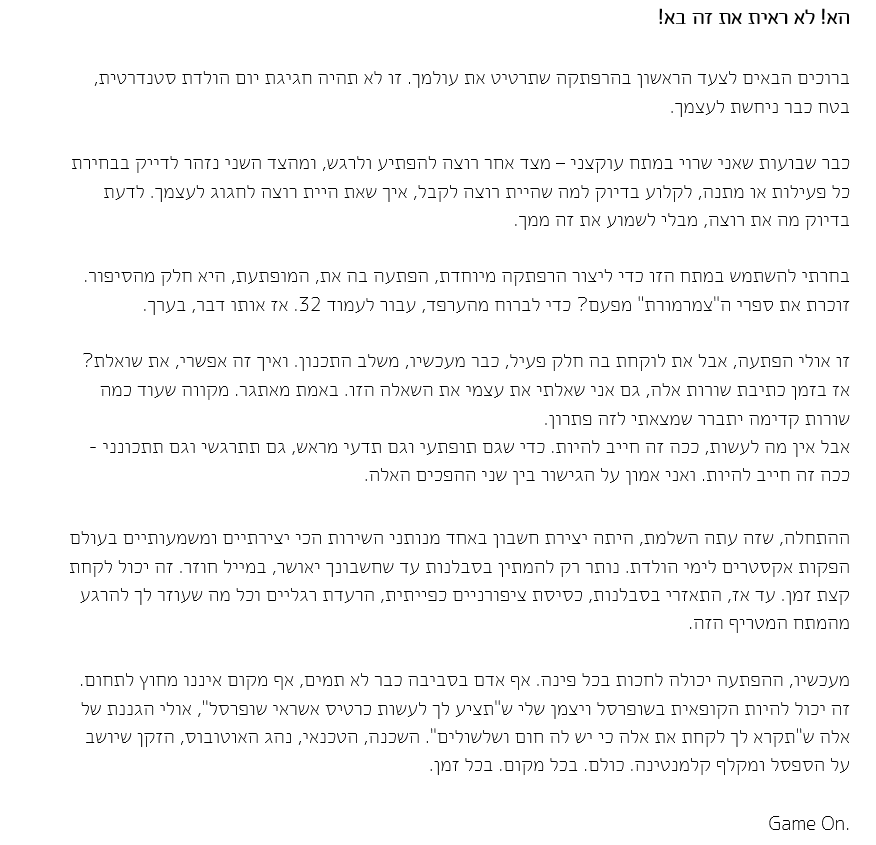 הא! לא ראית את זה בא!
ברוכים הבאים לצעד הראשון בהרפתקה שתרטיט את עולמך. זו לא תהיה חגיגת יום הולדת סטנדרטית,
בטח כבר ניחשת לעצמך.
כבר שבועות שאני שרוי במתח עוקצני – מצד אחר רוצה להפתיע ולרגש, ומהצד השני נזהר לדייק בבחירת
כל פעילות או מתנה, לקלוע בדיוק למה שהיית רוצה לקבל, איך שאת היית רוצה לחגוג לעצמך. לדעת
בדיוק מה את רוצה, מבלי לשמוע את זה ממך.
בחרתי להשתמש במתח הזו כדי ליצור הרפתקה מיוחדת, הפתעה בה את, המופתעת, היא חלק מהסיפור.
זוכרת את ספרי ה"צמרמורת" מפעם? כדי לברוח מהערפד, עבור לעמוד 32. אז אותו דבר, בערך.
זו אולי הפתעה, אבל את לוקחת בה חלק פעיל, כבר מעכשיו, משלב התכנון. ואיך זה אפשרי, את שואלת?
אז בזמן כתיבת שורות אלה, גם אני שאלתי את עצמי את השאלה הזו. באמת מאתגר. מקווה שעוד כמה
שורות קדימה יתברר שמצאתי לזה פתרון.
אבל אין מה לעשות, ככה זה חייב להיות. כדי שגם תופתעי וגם תדעי מראש, גם תתרגשי וגם תתכונני -
ככה זה חייב להיות. ואני אמון על הגישור בין שני ההפכים האלה.
ההתחלה, שזה עתה השלמת, היתה יצירת חשבון באחד מנותני השירות הכי יצירתיים ומשמעותיים בעולם
הפקות אקסטרים לימי הולדת. נותר רק להמתין בסבלנות עד שחשבונך יאושר, במייל חוזר. זה יכול לקחת
קצת זמן. עד אז, התאזרי בסבלנות, כסיסת ציפורניים כפייתית, הרעדת רגליים וכל מה שעוזר לך להרגע
מהמתח המטריף הזה.
מעכשיו, ההפתעה יכולה לחכות בכל פינה. אף אדם בסביבה כבר לא תמים, אף מקום איננו מחוץ לתחום.
זה יכול להיות הקופאית בשופרסל ויצמן שלי ש"תציע לך לעשות כרטיס אשראי שופרסל", אולי הגננת של
אלה ש"תקרא לך לקחת את אלה כי יש לה חום ושלשולים". השכנה, הטכנאי, נהג האוטובוס, הזקן שיושב
על הספסל ומקלף קלמנטינה. כולם. בכל מקום. בכל זמן.
Game On.